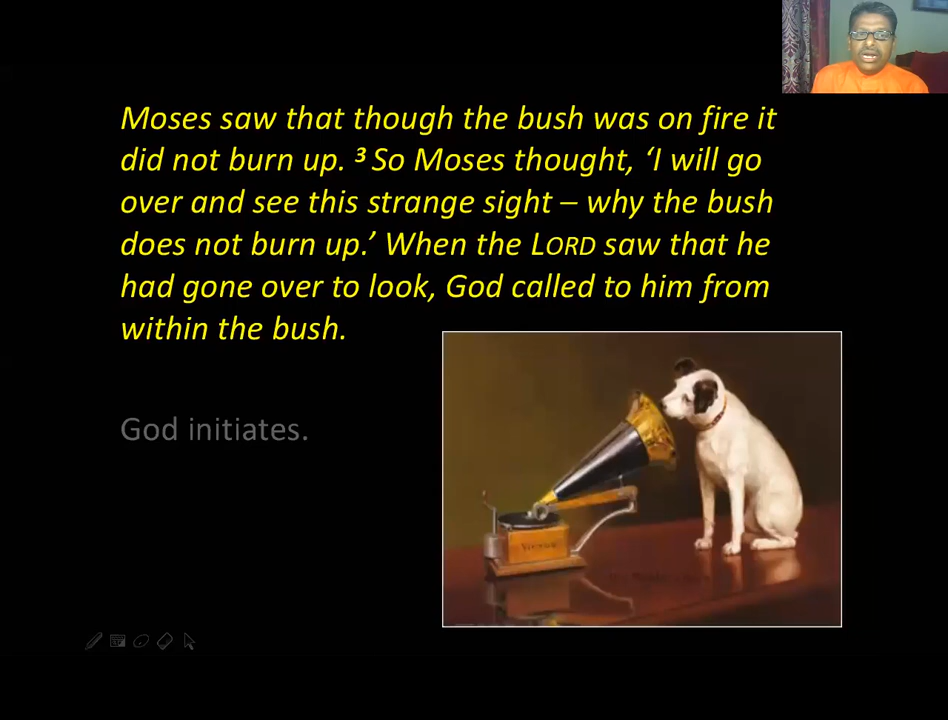 Moses saw that though the bush was on fire it
did not burn up. ³ So Moses thought, ‘I will go
over and see this strange sight – why the bush
does not burn up.’ When the LORD saw that he
had gone over to look, God called to him from
within the bush.
God initiates.
VICTOR